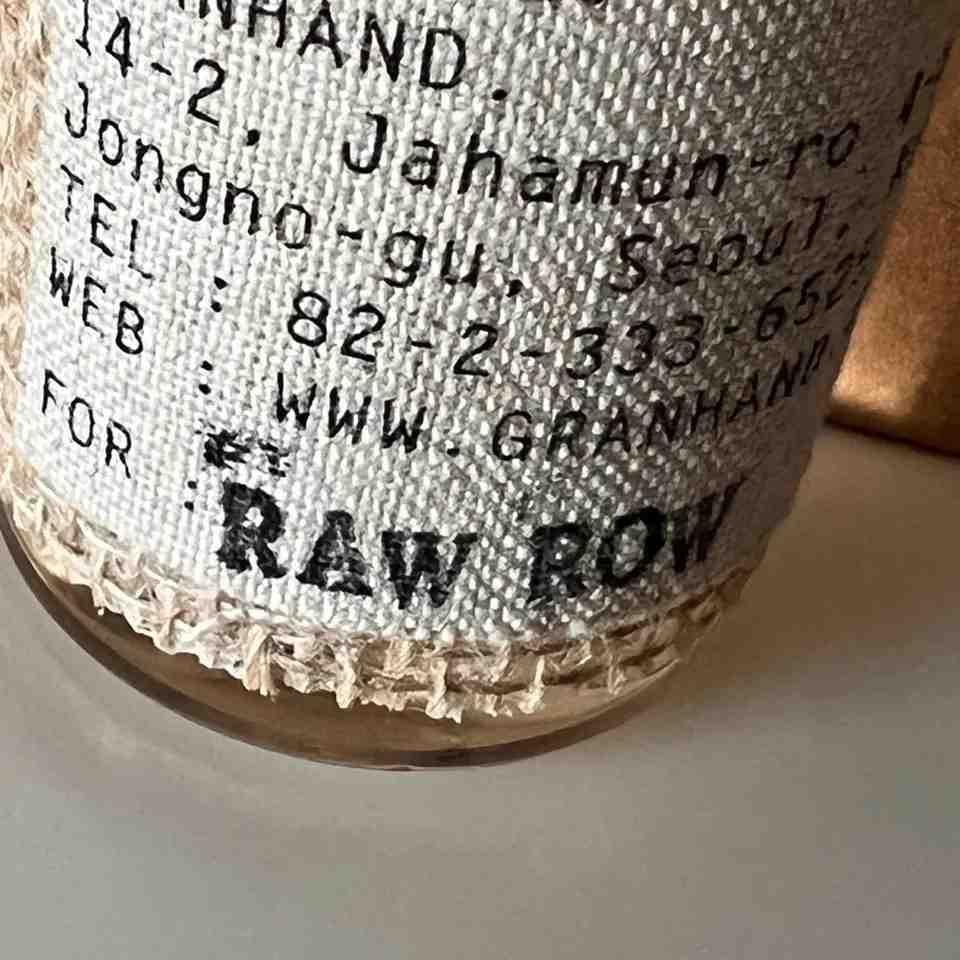 NHAND.
14-2, Jahamun-ro
Jongno-gu, Seoul,
TEL : 82-2-333-652
WEB : WWW.GRANHAND
FOR : RAW ROW